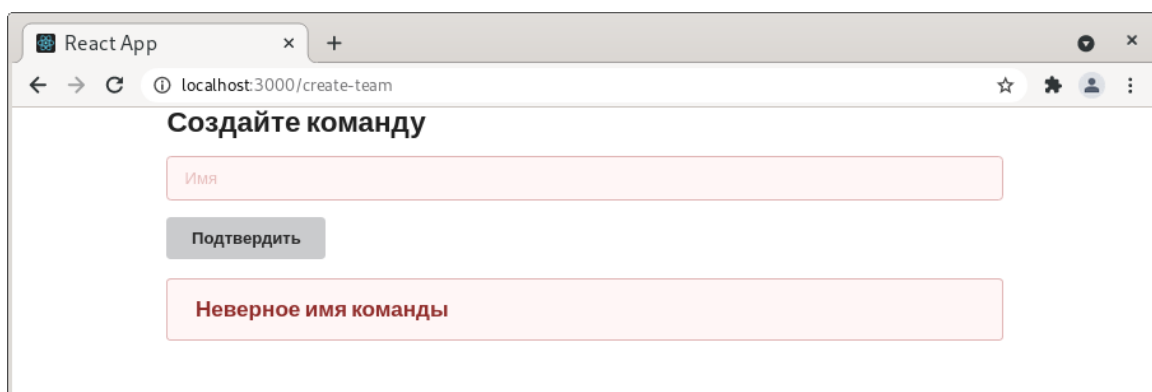 React App
localhost:3000/create-team
Создайте команду
Имя
Подтвердить
Неверное имя команды